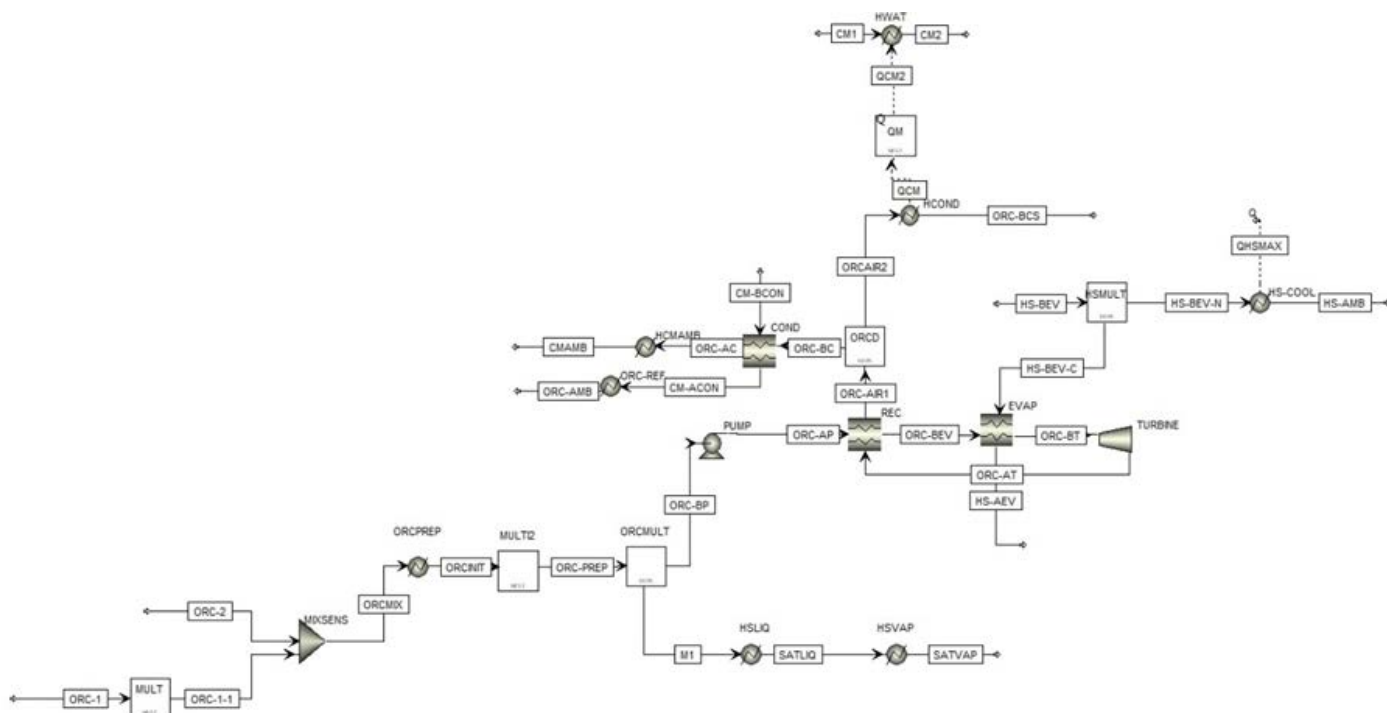 HWAT
CM1
CM2
QCM2
Q
QM
QCM
HCOND
ORC-BCS
Q
QHSMAX
ORCAIR2
CM-BCON
HS-BEV
HSMULT
HS-BEV-N
HS-COOL
HS-AMB
CMAMB
HCMAMB
ORC-AC
COND
ORC-BC
ORCD
ORC-AMB
ORC-REF
CM-ACON
HS-BEV-C
ORC-AIR1
REC
EVAP
PUMP
ORC-AP
ORC-BEV
ORC-BT
TURBINE
ORC-AT
HS-AEV
ORC-BP
ORCPREP
MULTI2
ORCMULT
ORCINIT
ORC-PREP
ORCMIX
ORC-2
MIXSENS
HSLIQ
HSVAP
M1
SATLIQ
SATVAP
ORC-1
MULT
ORC-1-1